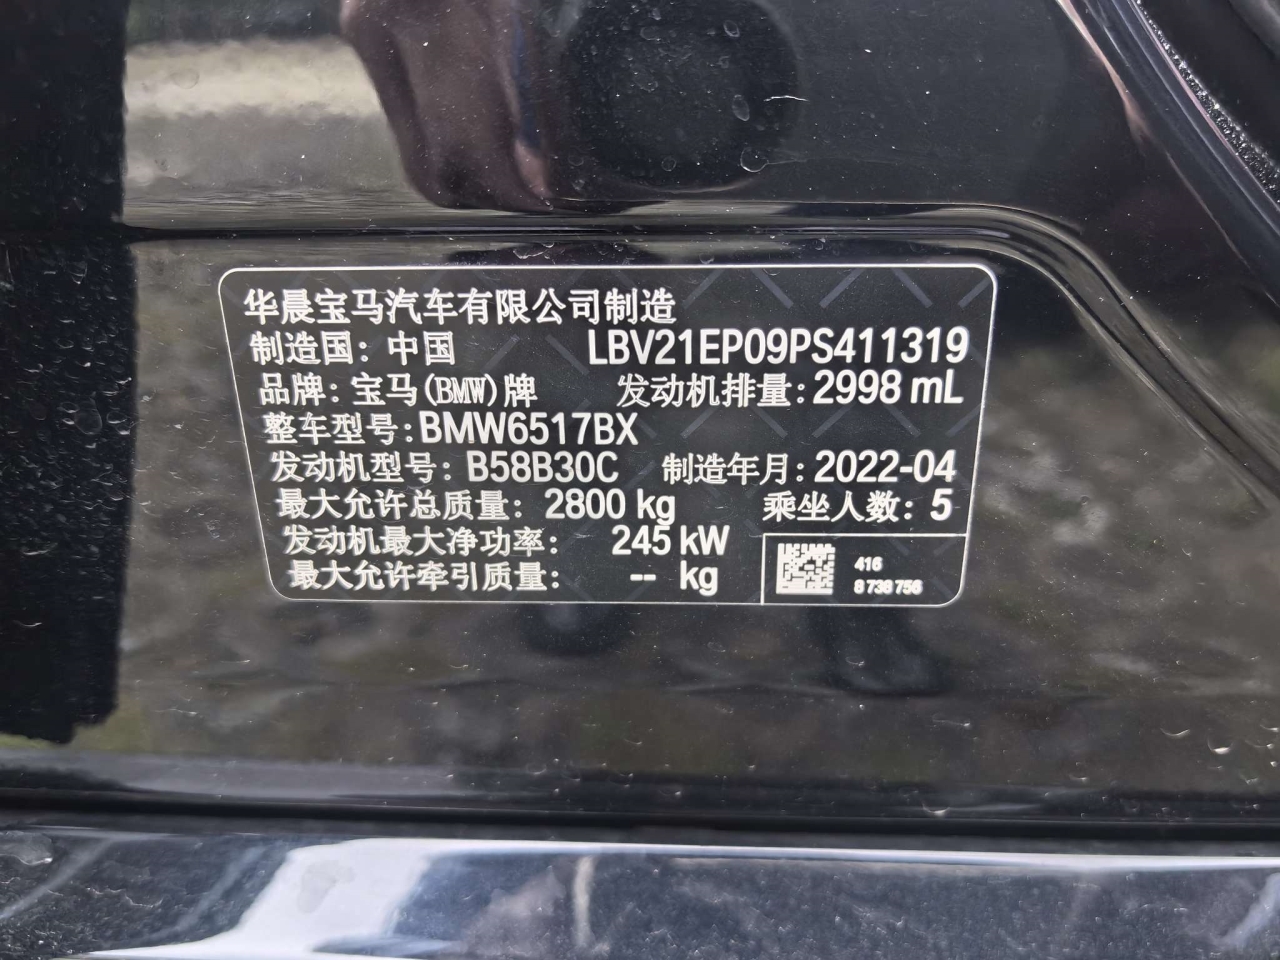 华晨宝马汽车有限公司制造
制造国：中国 LBV21EP09PS411319
品牌：宝马(BMW)牌 发动机排量：2998 mL
整车型号：BMW6517BX
发动机型号：B58B30C 制造年月：2022-04
最大允许总质量：2800 kg 乘坐人数：5
发动机最大净功率：245 kW
最大允许牵引质量：-- kg
416
8 738 756